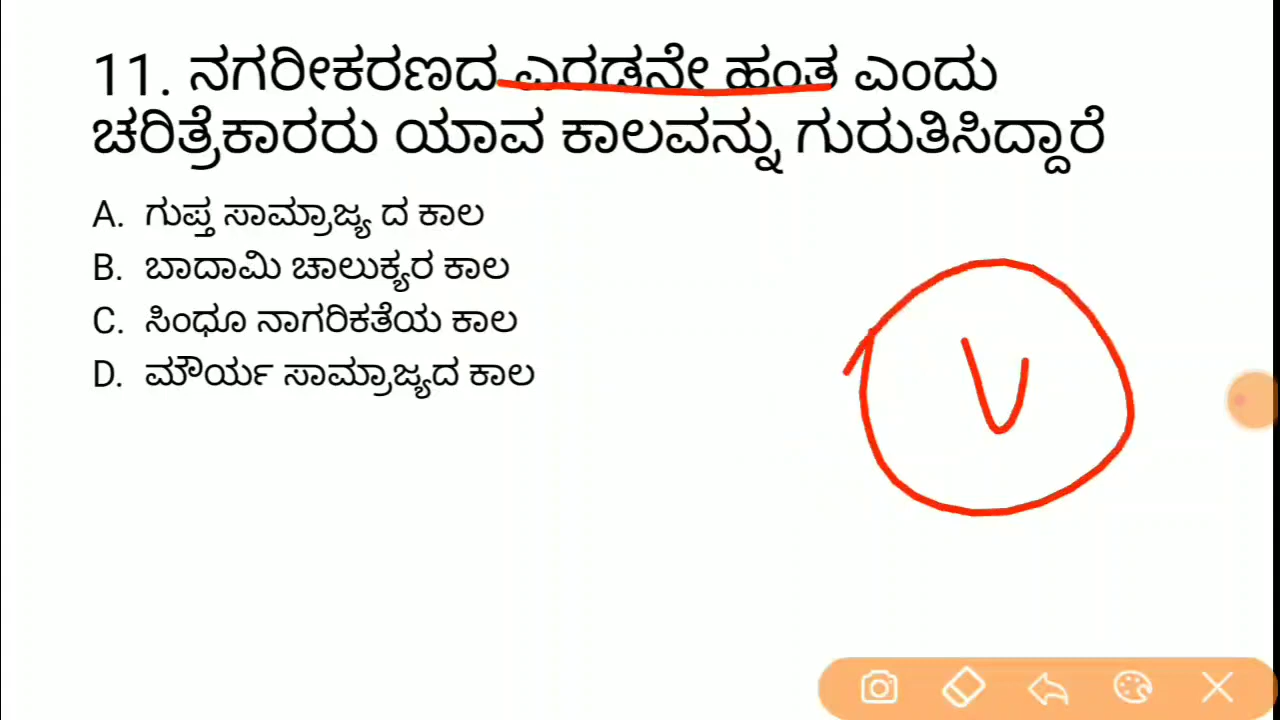 11. ನಗರೀಕರಣದ ಎರಡನೇ ಹಂತ ಎಂದು
ಚರಿತ್ರೆಕಾರರು ಯಾವ ಕಾಲವನ್ನು ಗುರುತಿಸಿದ್ದಾರೆ
A. ಗುಪ್ತ ಸಾಮ್ರಾಜ್ಯ ದ ಕಾಲ
B. ಬಾದಾಮಿ ಚಾಲುಕ್ಯರ ಕಾಲ
C. ಸಿಂಧೂ ನಾಗರಿಕತೆಯ ಕಾಲ
D. ಮೌರ್ಯ ಸಾಮ್ರಾಜ್ಯದ ಕಾಲ